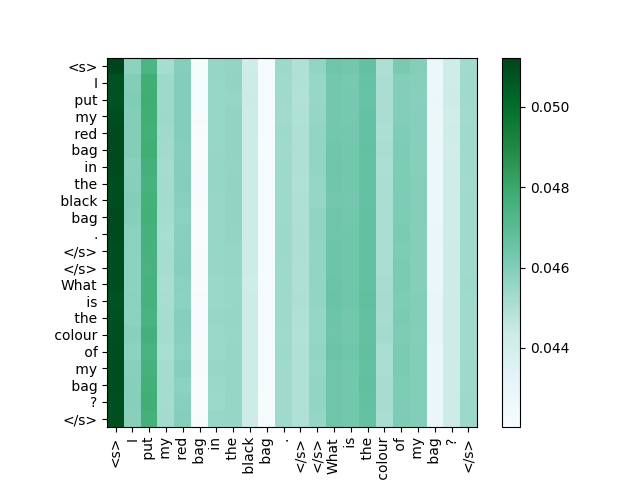 <s>
I
put
my
red
bag
in
the
black
bag
.
</s>
</s>
What
is
the
colour
of
my
bag
?
</s>
0.050
0.048
0.046
0.044
<s>
I
put
my
red
bag
in
the
black
bag
.
</s>
</s>
What
is
the
colour
of
my
bag
?
</s>